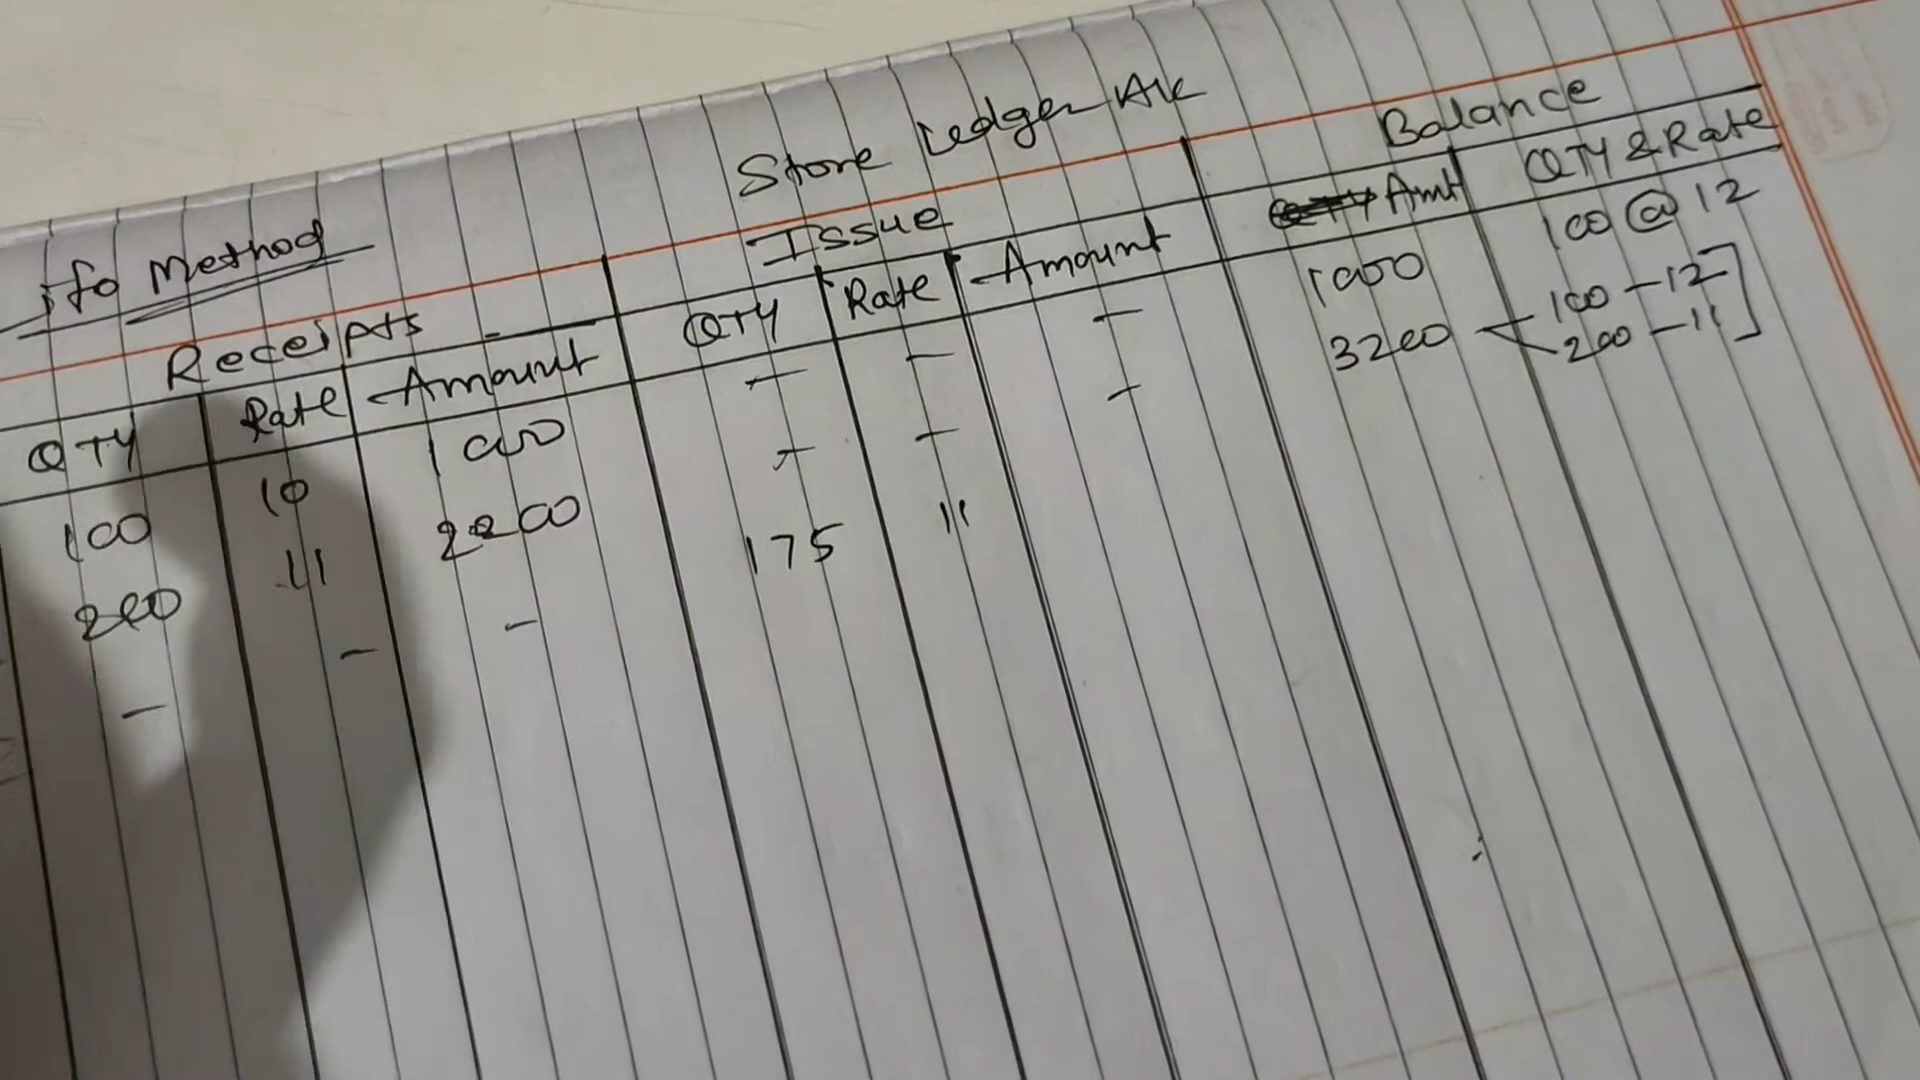 Store Ledger A/c
ifo Method
Receipts Issue Balance
QTY Rate Amount QTY Rate Amount Amt QTY & Rate
100 10 1000 - - - 1000 100 @ 12
200 11 2200 - - - 3200 100 - 12
200 - 11
- - - 175 11